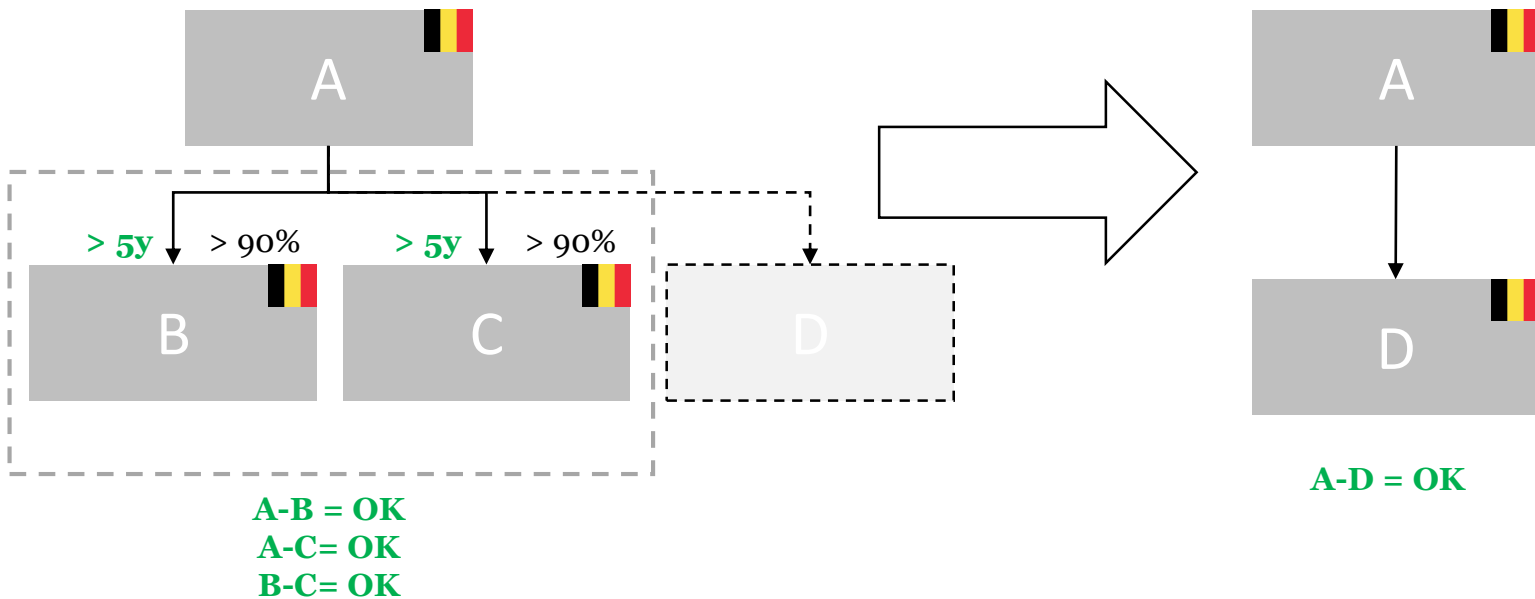 A
A
> 5y > 90% > 5y > 90%
B
C
D
D
A-D = OK
A-B = OK
A-C= OK
B-C= OK